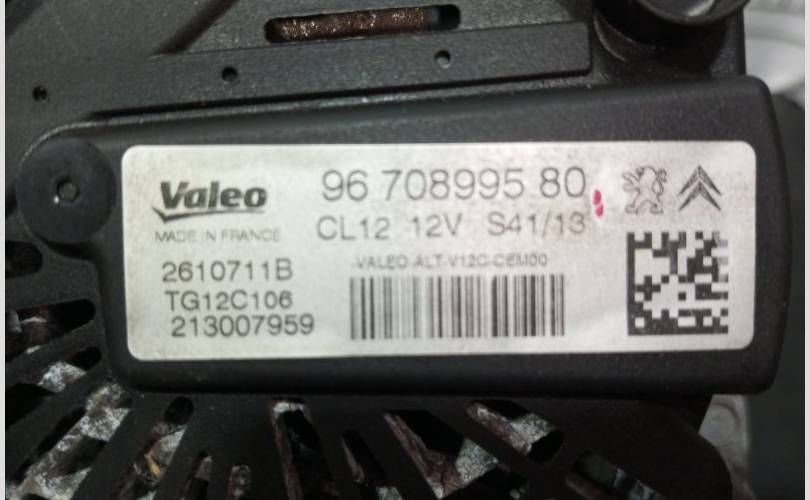 Valeo
MADE IN FRANCE
96 708995 80
CL12 12V S41/13
2610711B
TG12C106
213007959
VALEO-ALT-V12C-CEM00